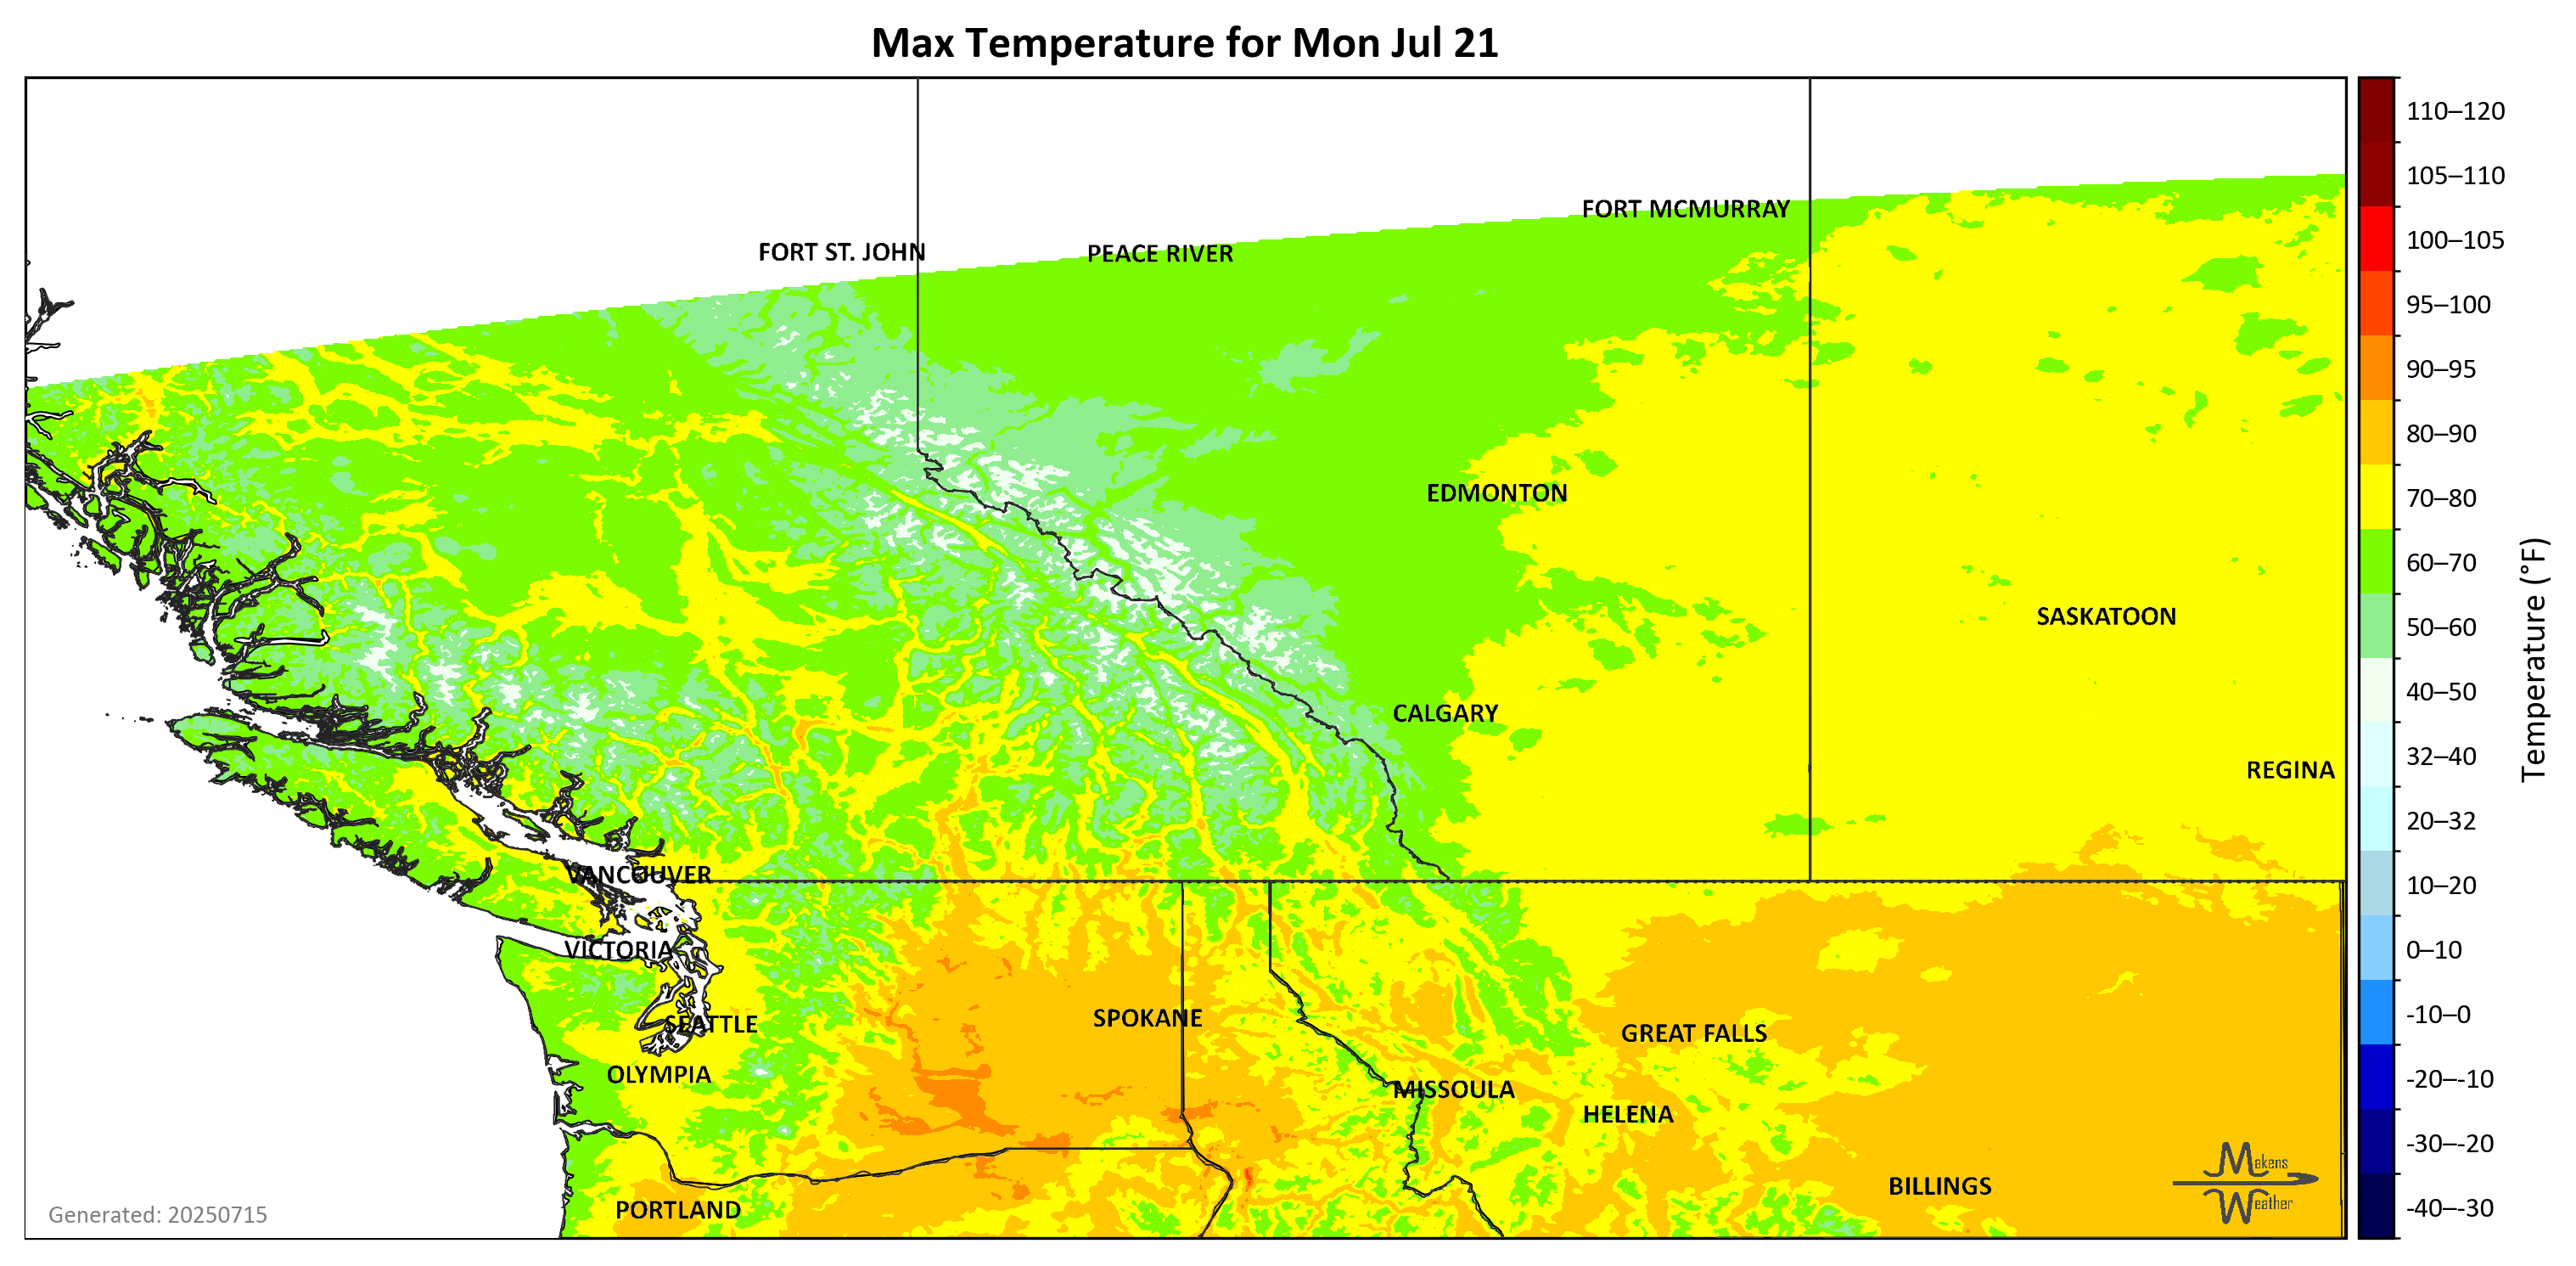 Max Temperature for Mon Jul 21
110–120
105–110
FORT MCMURRAY
100–105
FORT ST. JOHN
PEACE RIVER
95–100
90–95
80–90
EDMONTON
70–80
60–70
SASKATOON
50–60
Temperature (°F)
40–50
CALGARY
32–40
REGINA
20–32
VANCOUVER
10–20
VICTORIA
0–10
SEATTLE
SPOKANE
-10–0
GREAT FALLS
OLYMPIA
-20–-10
MISSOULA
HELENA
-30–-20
Makens
Weather
BILLINGS
PORTLAND
-40–-30
Generated: 20250715